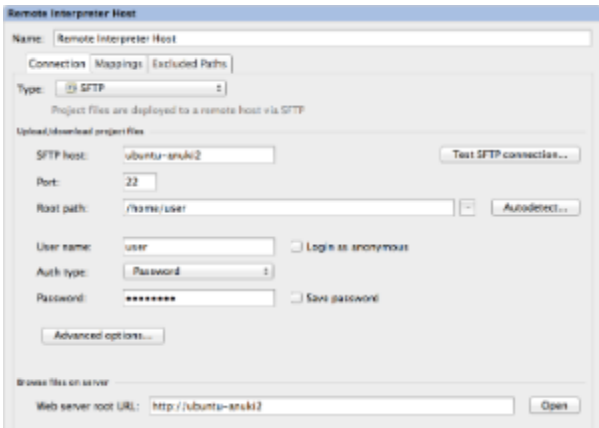 Remote Interpreter Host
Name: Remote Interpreter Host
Connection Mappings Excluded Paths
Type: SFTP
Project files are deployed to a remote host via SFTP
Upload/download project files
SFTP host: ubuntu-anuki2 Test SFTP connection...
Port: 22
Root path: /home/user ... Autodetect...
User name: user Login as anonymous
Auth type: Password
Password: •••••••• Save password
Advanced options...
Browse files on server
Web server root URL: http://ubuntu-anuki2 Open